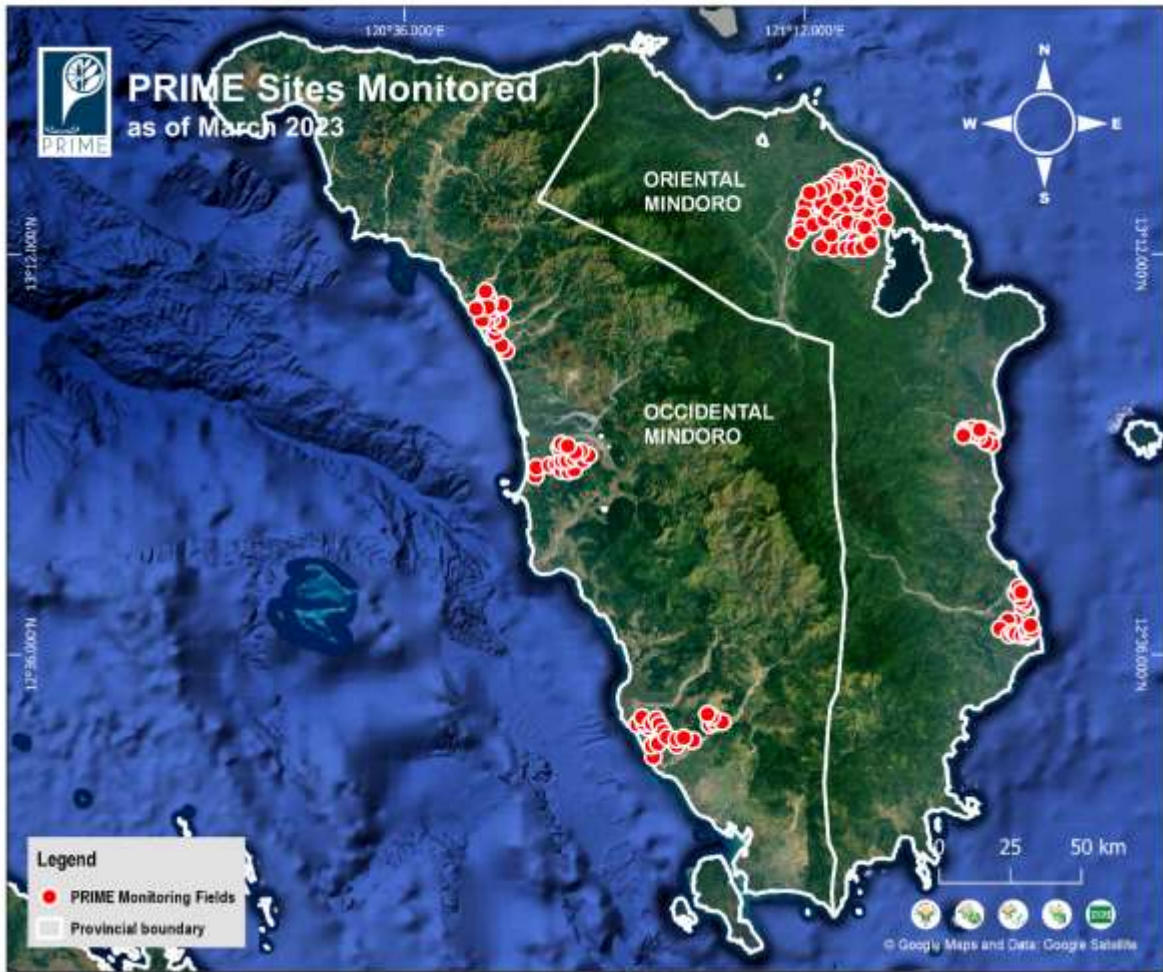 120°36.000'E
121°12.000'E
PRIME
PRIME Sites Monitored
as of March 2023
N
W
E
S
ORIENTAL
MINDORO
13°12.000'N
13°12.000'N
OCCIDENTAL
MINDORO
12°36.000'N
12°36.000'N
Legend
PRIME Monitoring Fields
Provincial boundary
0 25 50 km
© Google Maps and Data: Google Satellite